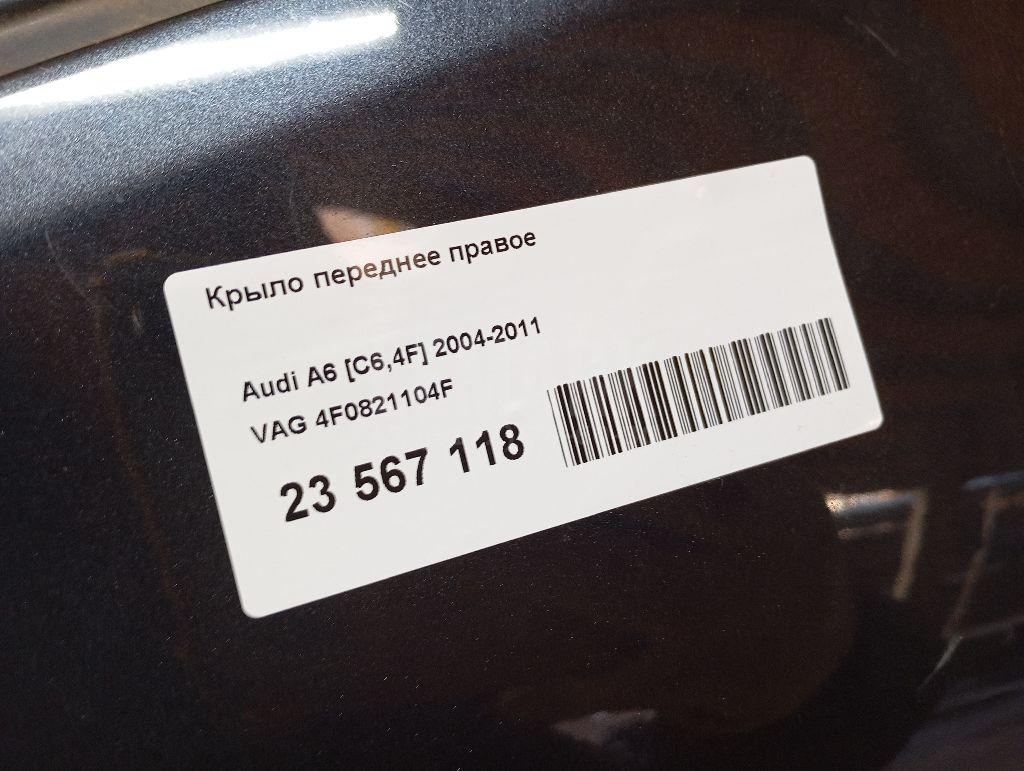 Крыло переднее правое
Audi A6 [C6,4F] 2004-2011
VAG 4F0821104F
23 567 118